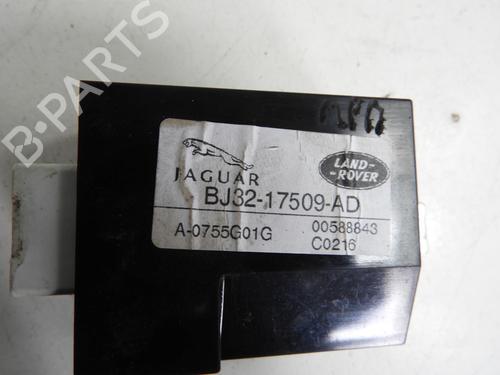 B-PARTS
JAGUAR
LAND-
ROVER
BJ32-17509-AD
A-0755G01G
00588843
C0216